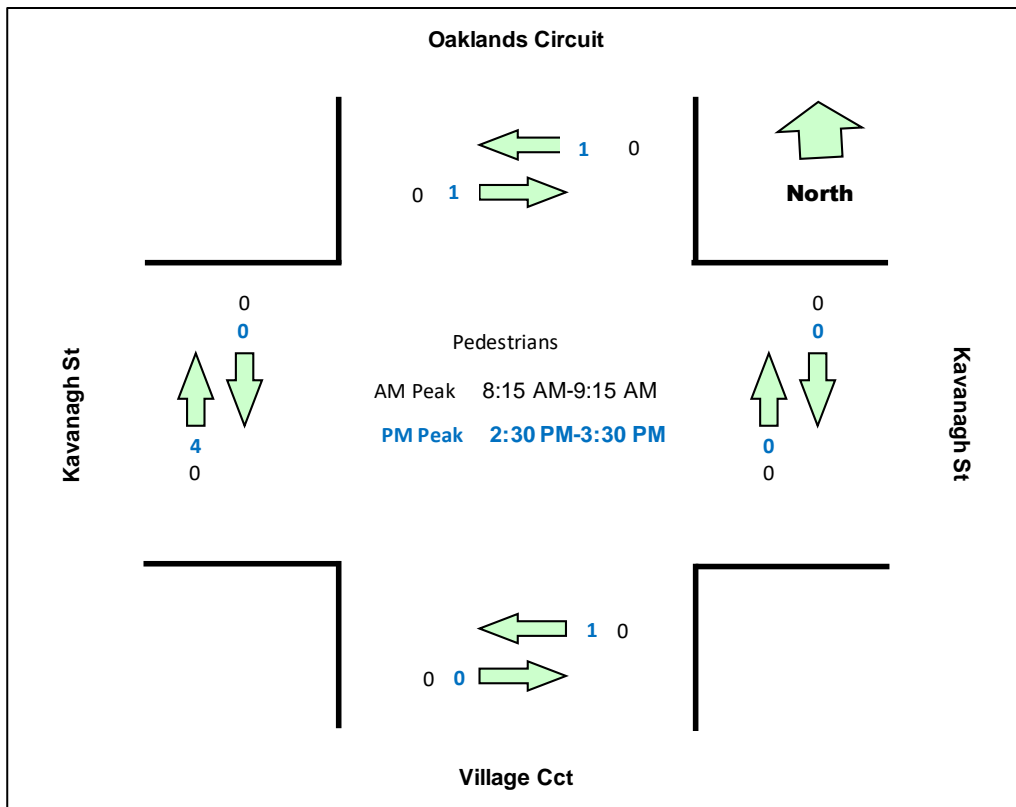 Oaklands Circuit
1 0
0 1
North
0
0
0
0
Kavanagh St
Pedestrians
AM Peak 8:15 AM-9:15 AM
PM Peak 2:30 PM-3:30 PM
Kavanagh St
4
0
0
0
1 0
0 0
Village Cct